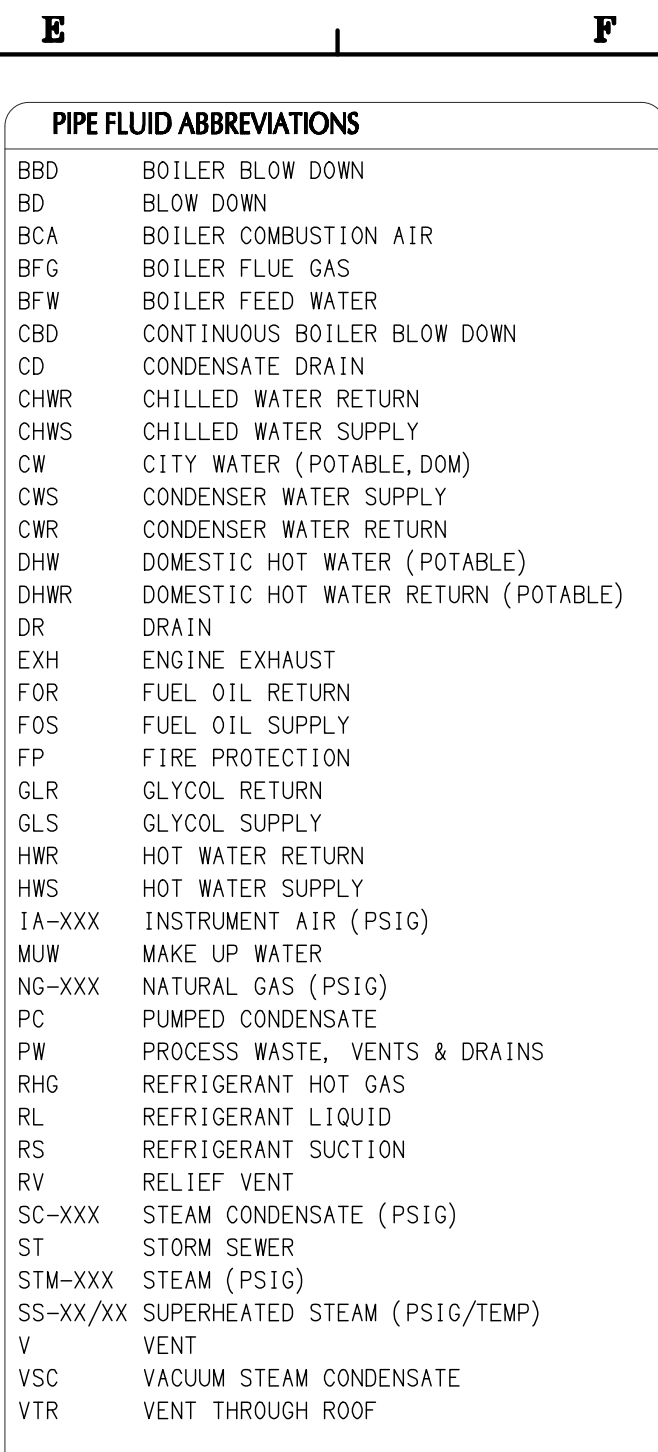 E F
PIPE FLUID ABBREVIATIONS
BBD BOILER BLOW DOWN
BD BLOW DOWN
BCA BOILER COMBUSTION AIR
BFG BOILER FLUE GAS
BFW BOILER FEED WATER
CBD CONTINUOUS BOILER BLOW DOWN
CD CONDENSATE DRAIN
CHWR CHILLED WATER RETURN
CHWS CHILLED WATER SUPPLY
CW CITY WATER (POTABLE,DOM)
CWS CONDENSER WATER SUPPLY
CWR CONDENSER WATER RETURN
DHW DOMESTIC HOT WATER (POTABLE)
DHWR DOMESTIC HOT WATER RETURN (POTABLE)
DR DRAIN
EXH ENGINE EXHAUST
FOR FUEL OIL RETURN
FOS FUEL OIL SUPPLY
FP FIRE PROTECTION
GLR GLYCOL RETURN
GLS GLYCOL SUPPLY
HWR HOT WATER RETURN
HWS HOT WATER SUPPLY
IA-XXX INSTRUMENT AIR (PSIG)
MUW MAKE UP WATER
NG-XXX NATURAL GAS (PSIG)
PC PUMPED CONDENSATE
PW PROCESS WASTE, VENTS & DRAINS
RHG REFRIGERANT HOT GAS
RL REFRIGERANT LIQUID
RS REFRIGERANT SUCTION
RV RELIEF VENT
SC-XXX STEAM CONDENSATE (PSIG)
ST STORM SEWER
STM-XXX STEAM (PSIG)
SS-XX/XX SUPERHEATED STEAM (PSIG/TEMP)
V VENT
VSC VACUUM STEAM CONDENSATE
VTR VENT THROUGH ROOF